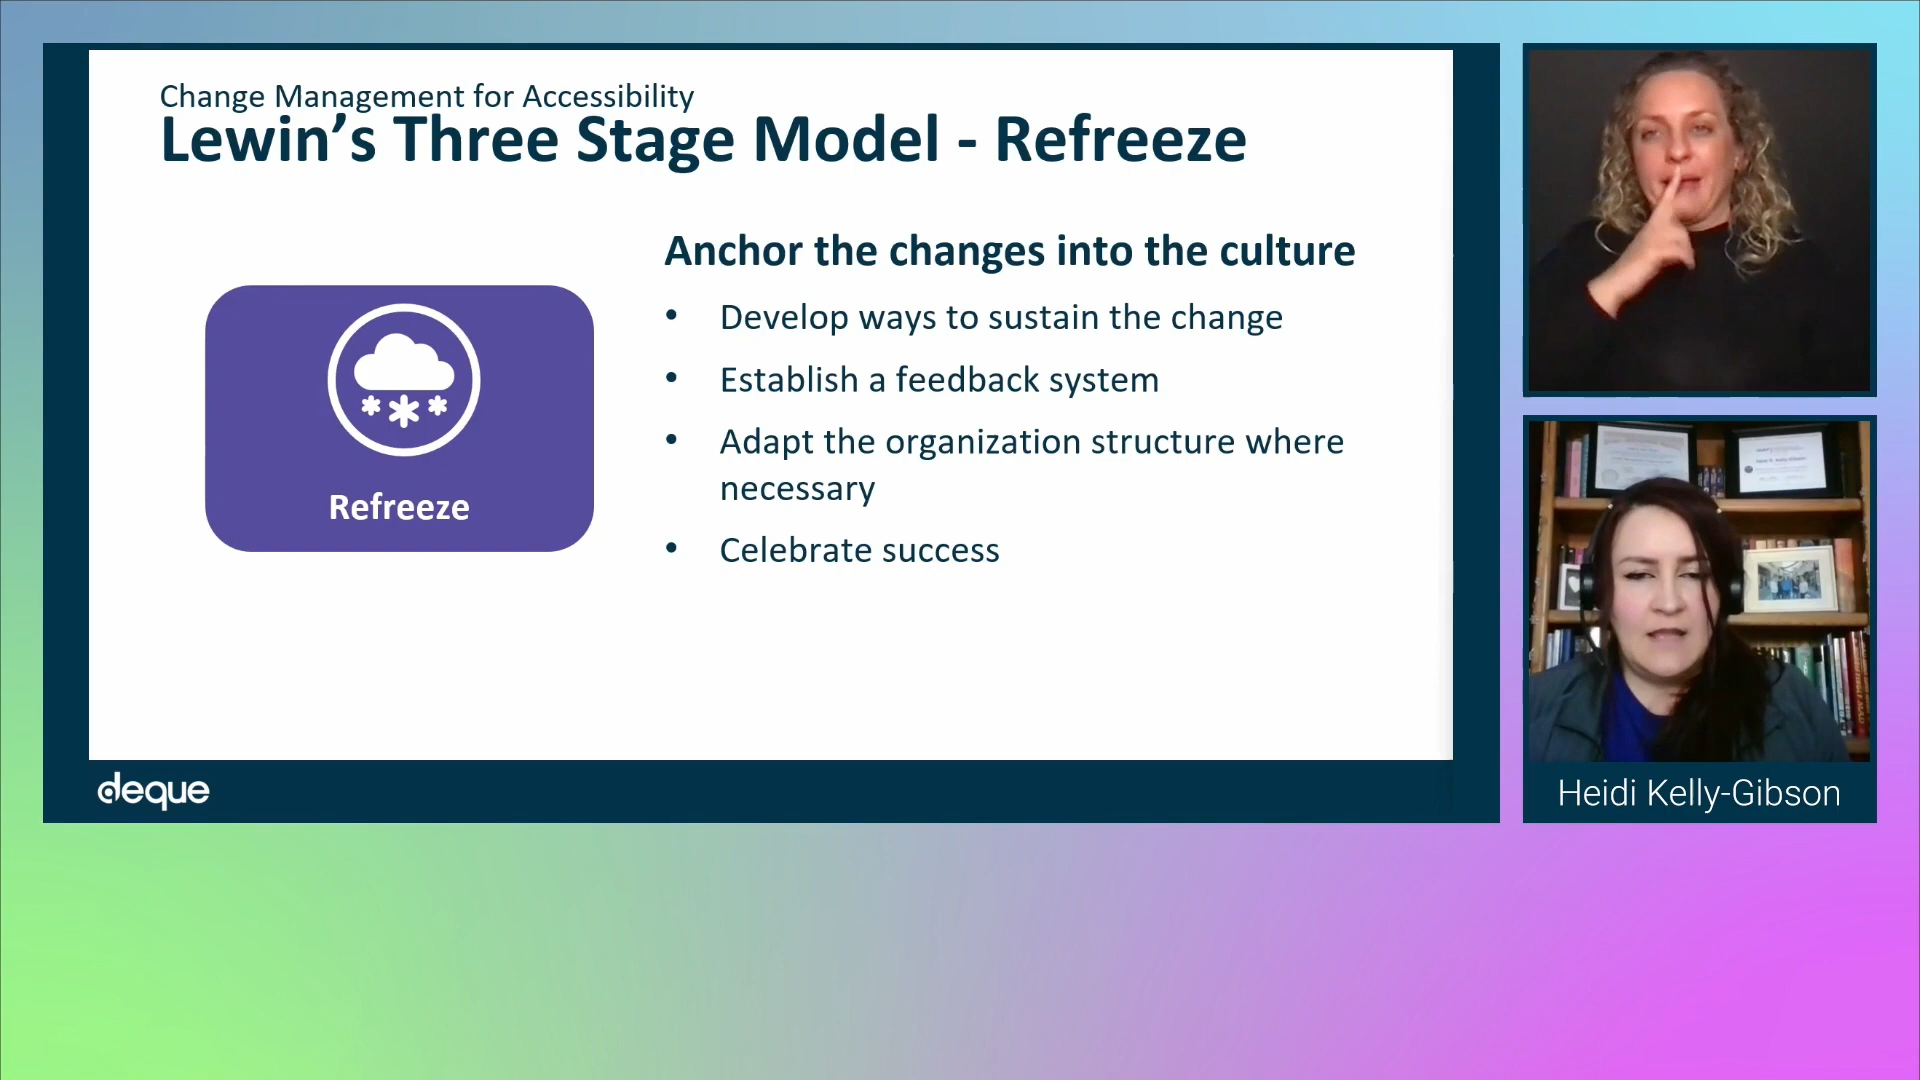 Change Management for Accessibility
Lewin’s Three Stage Model - Refreeze
Anchor the changes into the culture
• Develop ways to sustain the change
• Establish a feedback system
• Adapt the organization structure where
necessary
• Celebrate success
Refreeze
deque
Heidi Kelly-Gibson